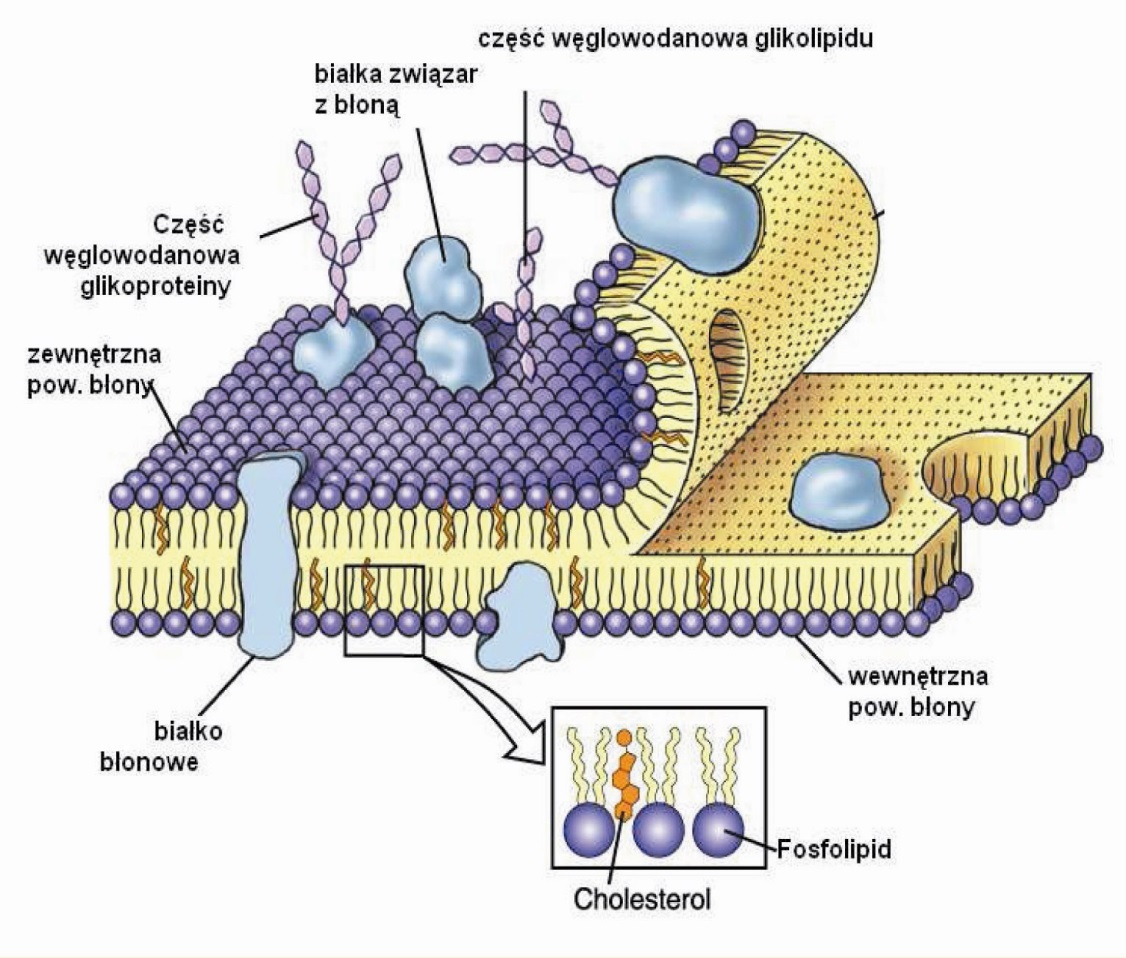 część węglowodanowa glikolipidu
białka związar
z błoną
Część
węglowodanowa
glikoproteiny
zewnętrzna
pow. błony
wewnętrzna
pow. błony
białko
błonowe
Fosfolipid
Cholesterol